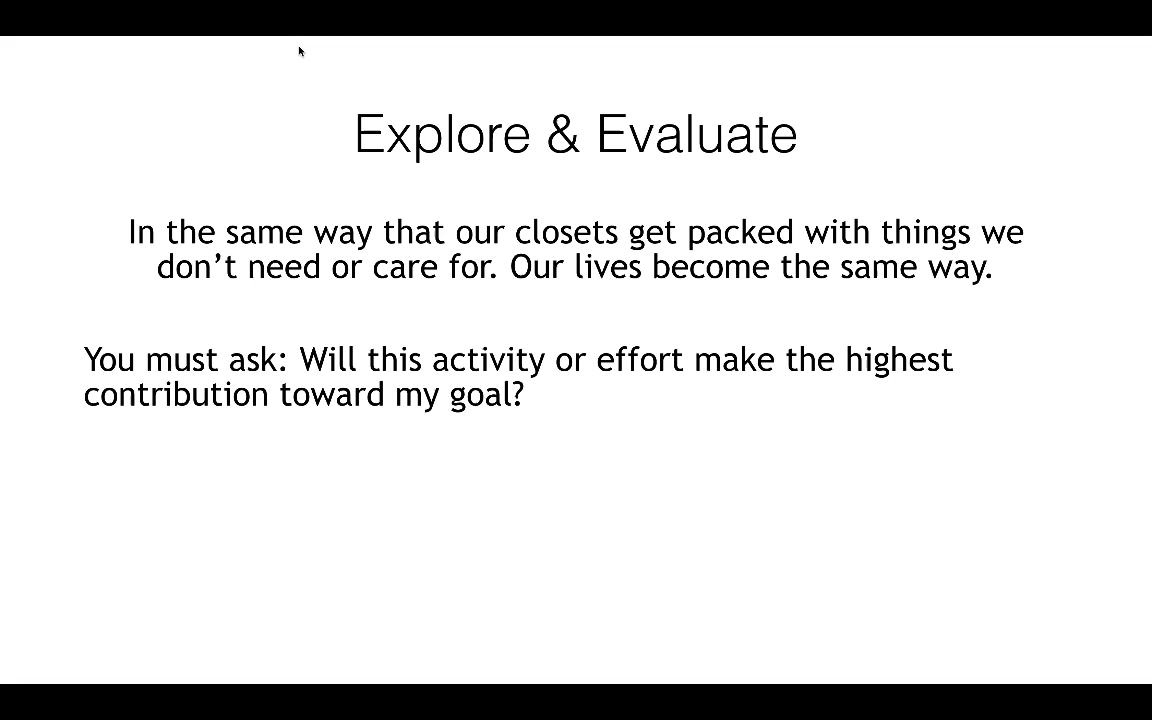 Explore & Evaluate
In the same way that our closets get packed with things we
don’t need or care for. Our lives become the same way.
You must ask: Will this activity or effort make the highest
contribution toward my goal?